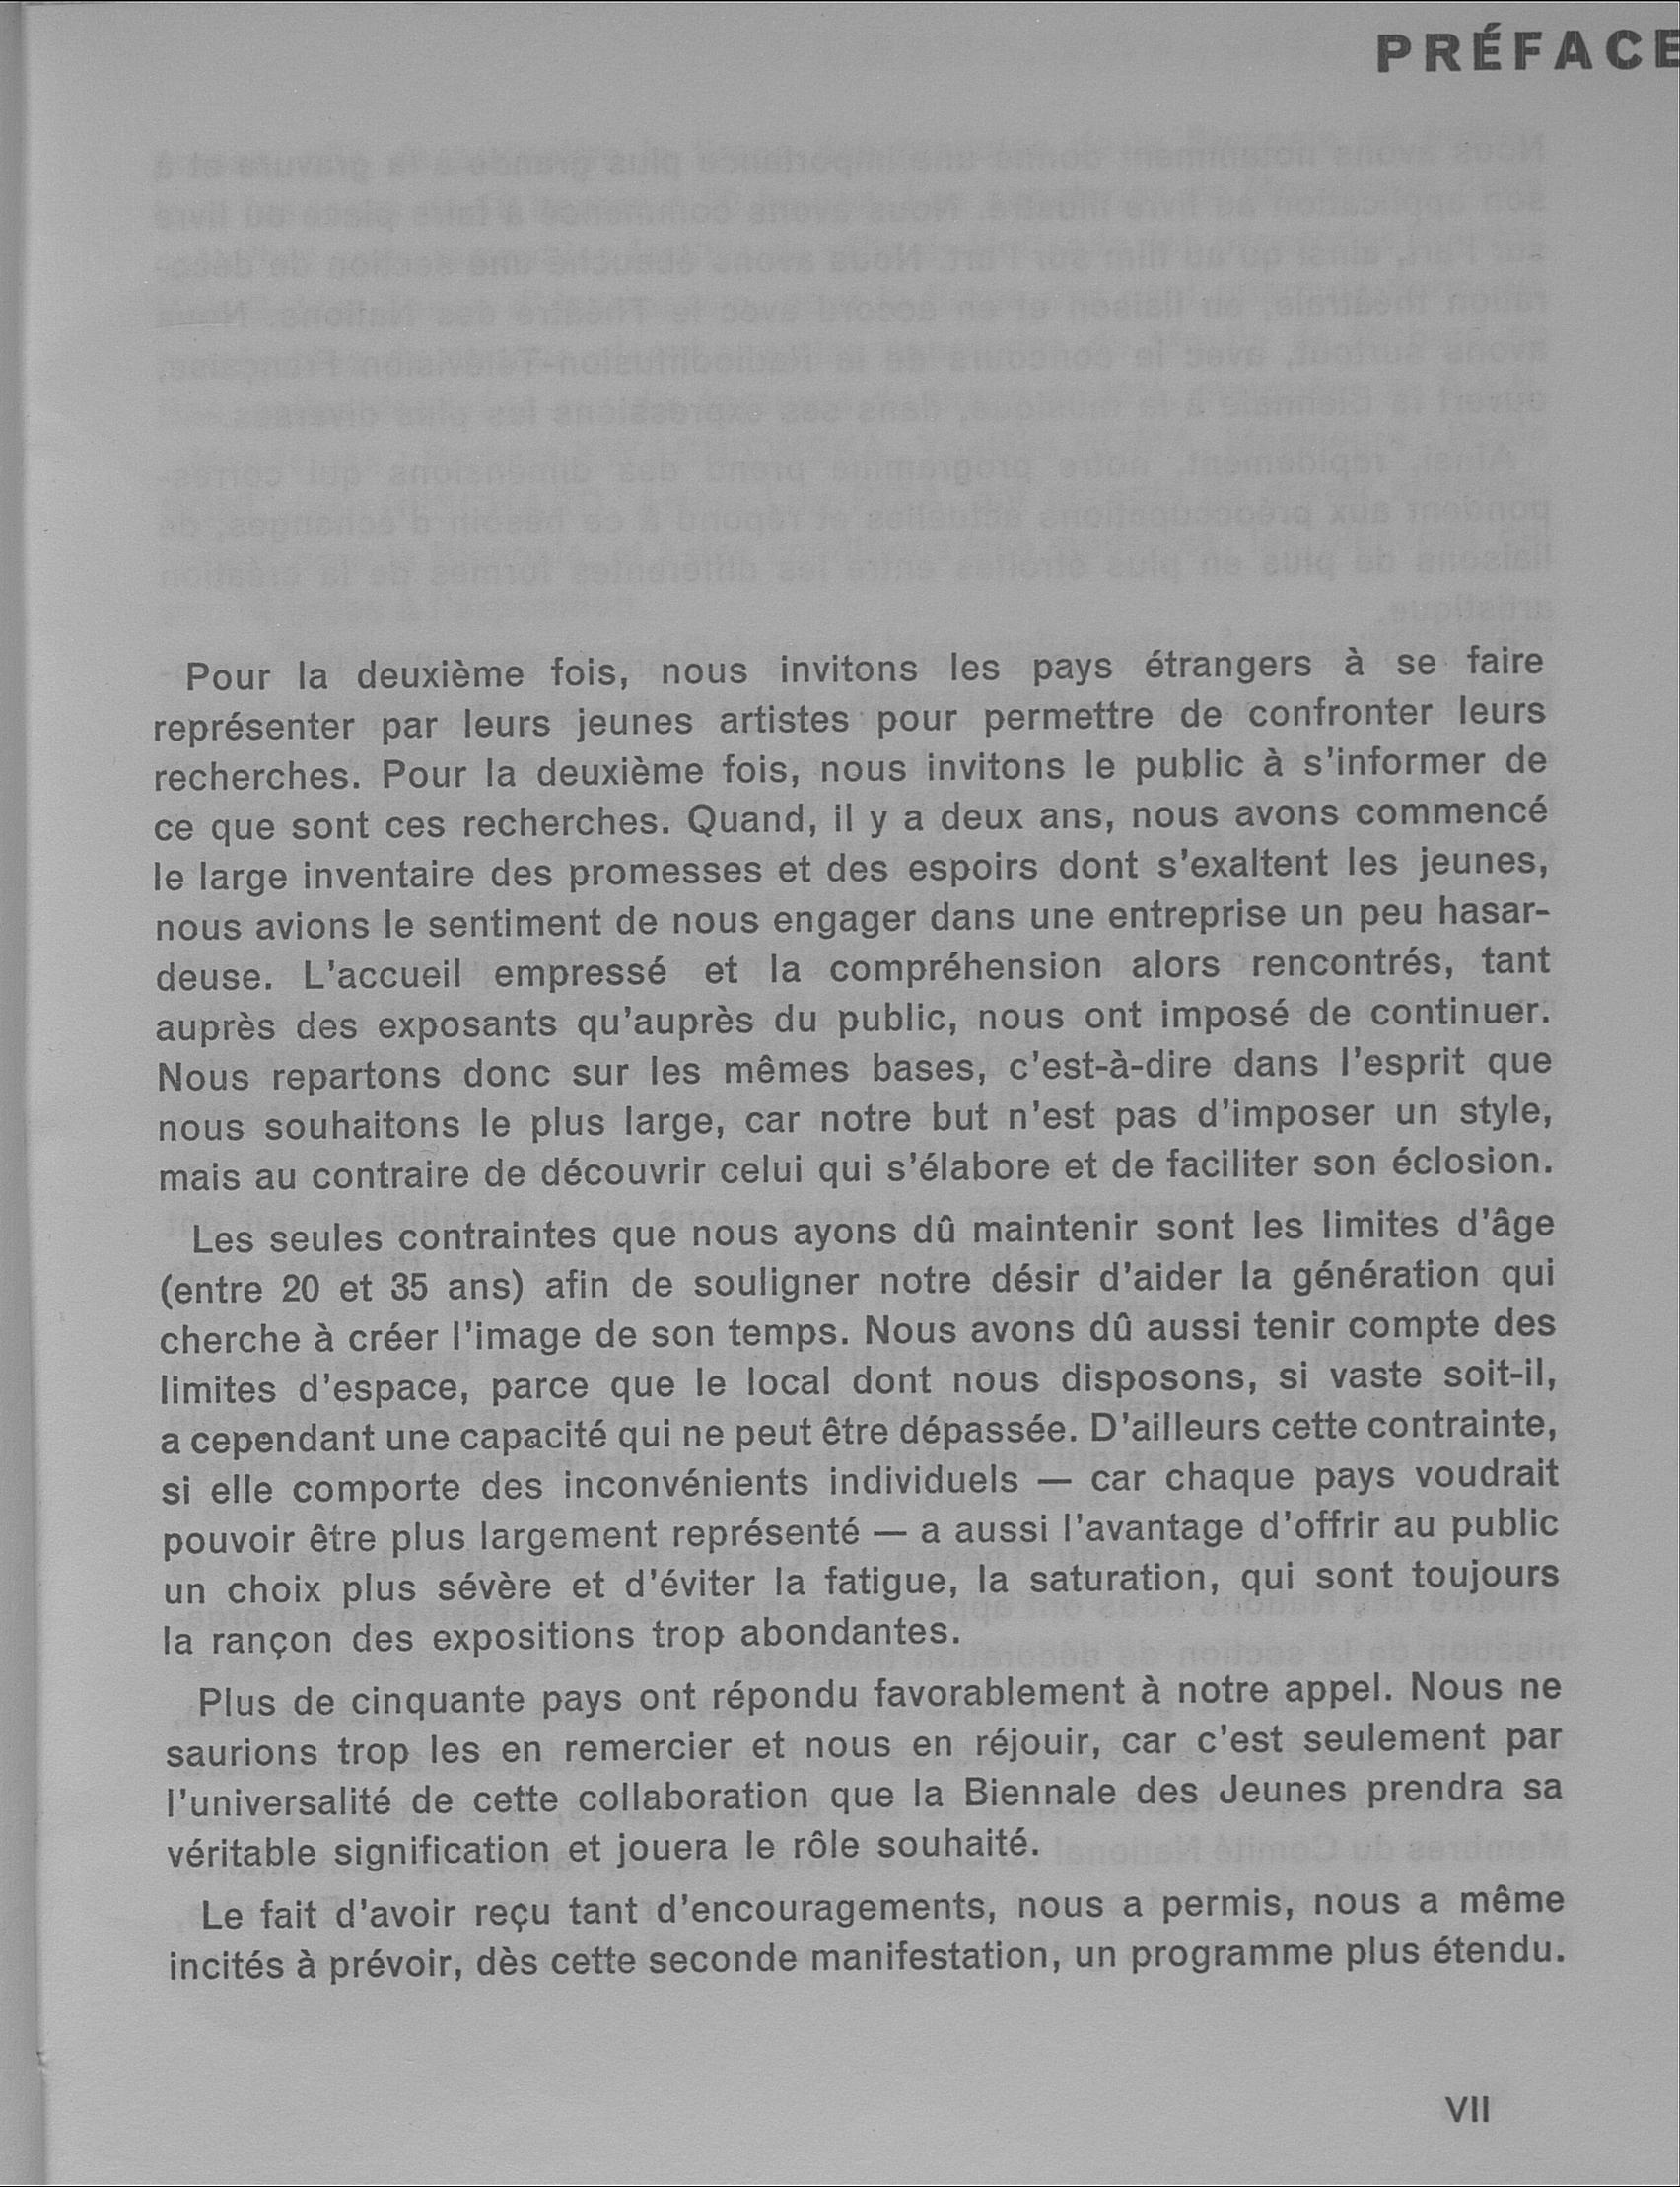 PRÉFACE
Pour la deuxième fois, nous invitons les pays étrangers à se faire
représenter par leurs jeunes artistes pour permettre de confronter leurs
recherches. Pour la deuxième fois, nous invitons le public à s'informer de
ce que sont ces recherches. Quand, il y a deux ans, nous avons commencé
le large inventaire des promesses et des espoirs dont s'exaltent les jeunes,
nous avions le sentiment de nous engager dans une entreprise un peu hasar-
deuse. L'accueil empressé et la compréhension alors rencontrés, tant
auprès des exposants qu'auprès du public, nous ont imposé de continuer.
Nous repartons donc sur les mêmes bases, c'est-à-dire dans l'esprit que
nous souhaitons le plus large, car notre but n'est pas d'imposer un style,
mais au contraire de découvrir celui qui s'élabore et de faciliter son éclosion.
Les seules contraintes que nous ayons dû maintenir sont les limites d'âge
(entre 20 et 35 ans) afin de souligner notre désir d'aider la génération qui
cherche à créer l'image de son temps. Nous avons dû aussi tenir compte des
limites d'espace, parce que le local dont nous disposons, si vaste soit-il,
a cependant une capacité qui ne peut être dépassée. D'ailleurs cette contrainte,
si elle comporte des inconvénients individuels — car chaque pays voudrait
pouvoir être plus largement représenté — a aussi l'avantage d'offrir au public
un choix plus sévère et d'éviter la fatigue, la saturation, qui sont toujours
la rançon des expositions trop abondantes.
Plus de cinquante pays ont répondu favorablement à notre appel. Nous ne
saurions trop les en remercier et nous en réjouir, car c'est seulement par
l'universalité de cette collaboration que la Biennale des Jeunes prendra sa
véritable signification et jouera le rôle souhaité.
Le fait d'avoir reçu tant d'encouragements, nous a permis, nous a même
incités à prévoir, dès cette seconde manifestation, un programme plus étendu.
VII